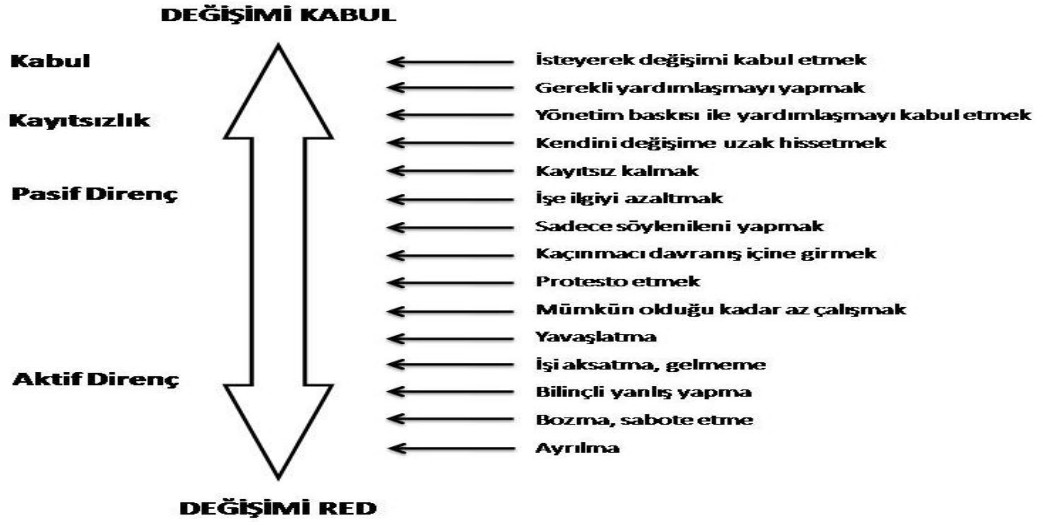 DEĞİŞİMİ KABUL
Kabul
Kayıtsızlık
Pasif Direnç
Aktif Direnç
İsteyerek değişimi kabul etmek
Gerekli yardımlaşmayı yapmak
Yönetim baskısı ile yardımlaşmayı kabul etmek
Kendini değişime uzak hissetmek
Kayıtsız kalmak
İşe ilgiyi azaltmak
Sadece söylenileni yapmak
Kaçınmacı davranış içine girmek
Protesto etmek
Mümkün olduğu kadar az çalışmak
Yavaşlatma
İşi aksatma, gelmeme
Bilinçli yanlış yapma
Bozma, sabote etme
Ayrılma
DEĞİŞİMİ RED